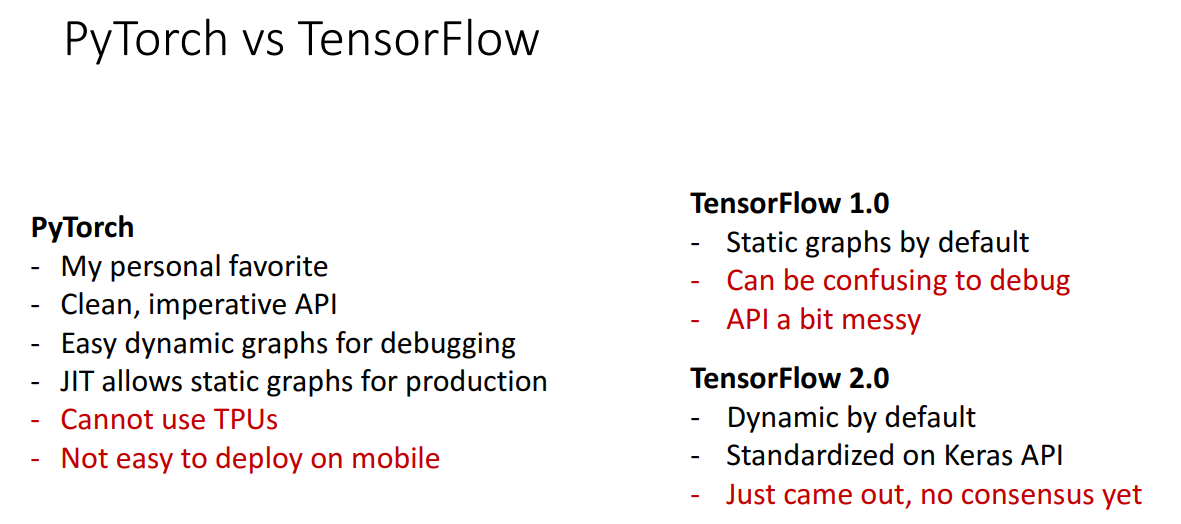 PyTorch vs TensorFlow
PyTorch
- My personal favorite
- Clean, imperative API
- Easy dynamic graphs for debugging
- JIT allows static graphs for production
- Cannot use TPUs
- Not easy to deploy on mobile
TensorFlow 1.0
- Static graphs by default
- Can be confusing to debug
- API a bit messy
TensorFlow 2.0
- Dynamic by default
- Standardized on Keras API
- Just came out, no consensus yet